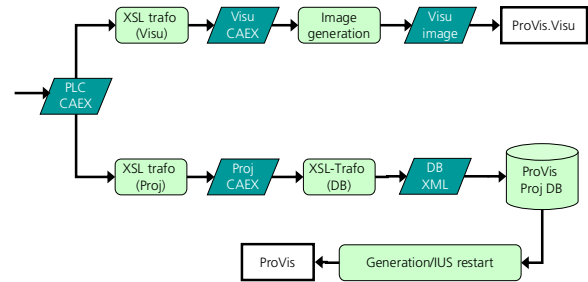 XSL trafo
(Visu)
Visu
CAEX
Image
generation
Visu
image
ProVis.Visu
PLC
CAEX
XSL trafo
(Proj)
Proj
CAEX
XSL-Trafo
(DB)
DB
XML
ProVis
Proj DB
ProVis
Generation/IUS restart